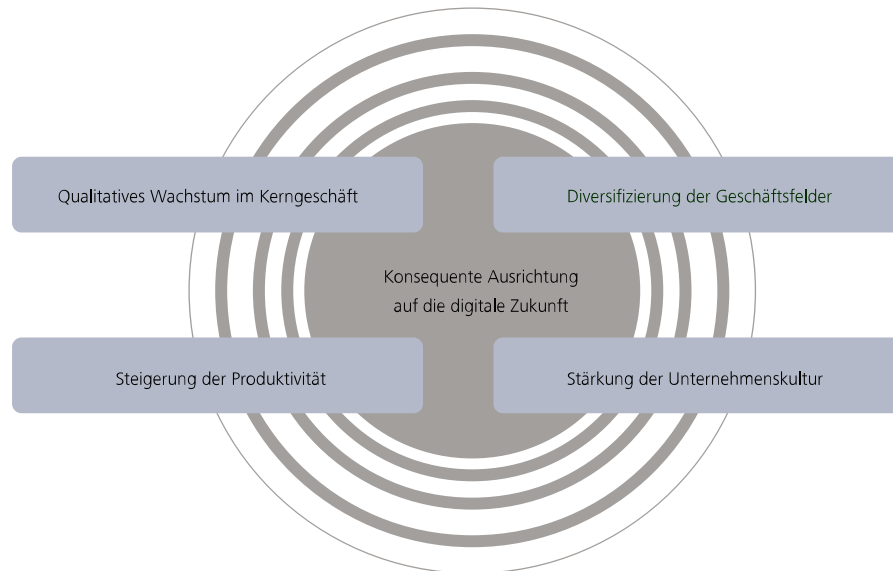 Qualitatives Wachstum im Kerngeschäft
Diversifizierung der Geschäftsfelder
Konsequente Ausrichtung
auf die digitale Zukunft
Steigerung der Produktivität
Stärkung der Unternehmenskultur